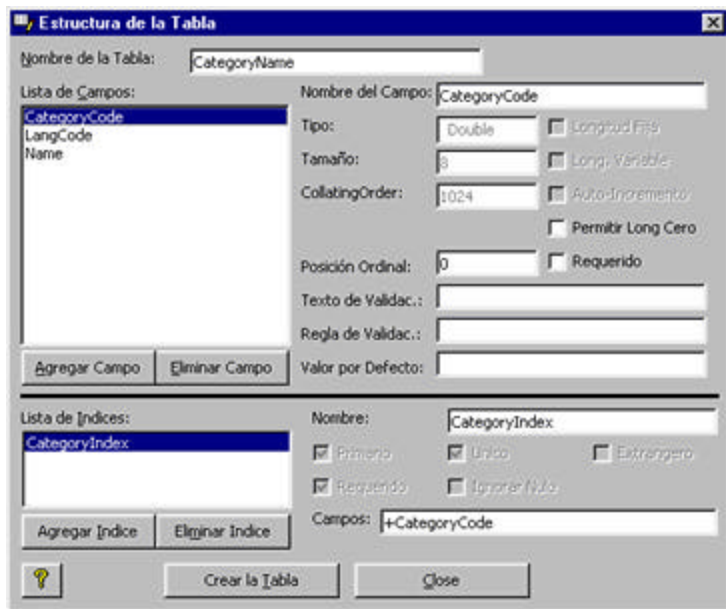 Estructura de la Tabla
Nombre de la Tabla: CategoryName
Lista de Campos:
CategoryCode
LangCode
Name
Agregar Campo Eliminar Campo
Nombre del Campo: CategoryCode
Tipo: Double Longitud Fija
Tamaño: 8 Long. Variable
CollatingOrder: 1024 Auto-Incremento
Permitir Long Cero
Posición Ordinal: 0 Requerido
Texto de Validac.:
Regla de Validac.:
Valor por Defecto:
Lista de Indices:
CategoryIndex
Agregar Indice Eliminar Indice
Nombre: CategoryIndex
Primerio Unico Extrangero
Requerido Ignorar Nulo
Campos: +CategoryCode
? Crear la Tabla Close